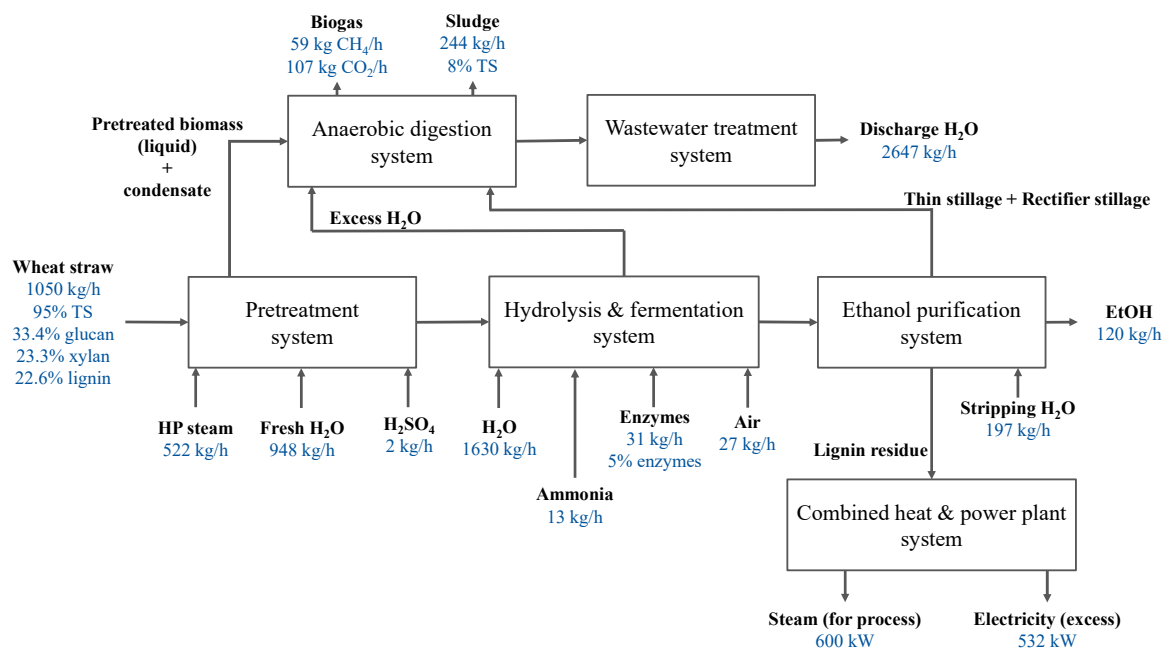 Biogas
59 kg CH₄/h
107 kg CO₂/h
Sludge
244 kg/h
8% TS
Pretreated biomass
(liquid)
+
condensate
Anaerobic digestion
system
Wastewater treatment
system
Discharge H₂O
2647 kg/h
Excess H₂O
Thin stillage + Rectifier stillage
Wheat straw
1050 kg/h
95% TS
33.4% glucan
23.3% xylan
22.6% lignin
Pretreatment
system
Hydrolysis & fermentation
system
Ethanol purification
system
EtOH
120 kg/h
HP steam
522 kg/h
Fresh H₂O
948 kg/h
H₂SO₄
2 kg/h
H₂O
1630 kg/h
Ammonia
13 kg/h
Enzymes
31 kg/h
5% enzymes
Air
27 kg/h
Stripping H₂O
197 kg/h
Lignin residue
Combined heat & power plant
system
Steam (for process)
600 kW
Electricity (excess)
532 kW